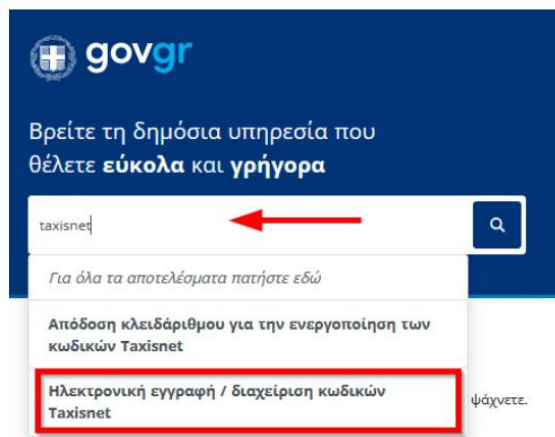 govgr
Βρείτε τη δημόσια υπηρεσία που
θέλετε εύκολα και γρήγορα
taxisnet
Για όλα τα αποτελέσματα πατήστε εδώ
Απόδοση κλειδάριθμου για την ενεργοποίηση των
κωδικών Taxisnet
Ηλεκτρονική εγγραφή / διαχείριση κωδικών
Taxisnet
ψάχνετε.